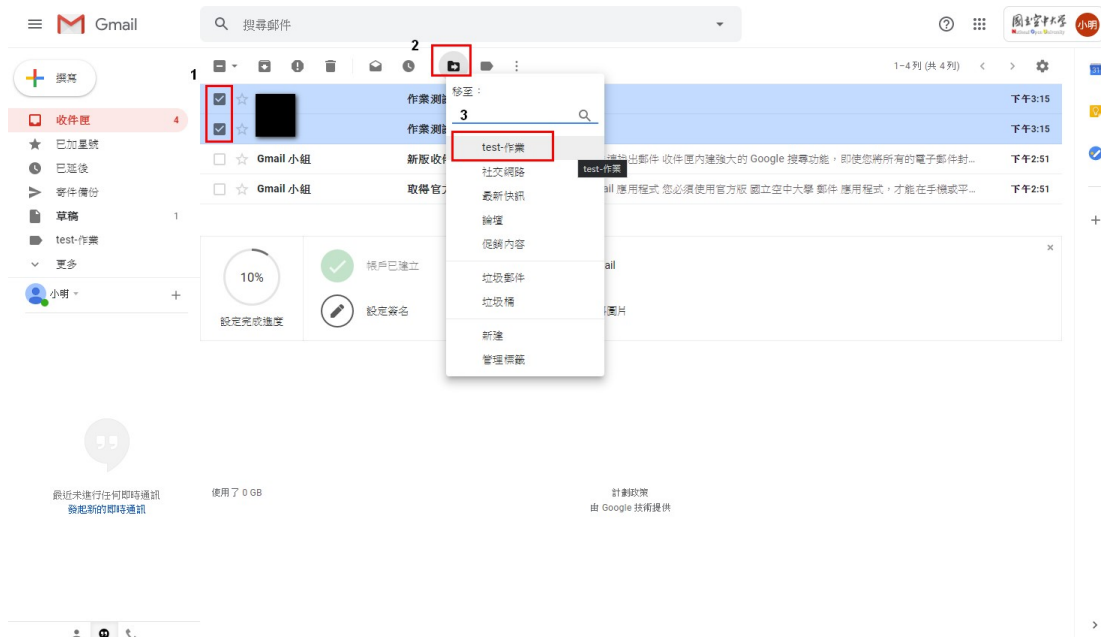 Gmail
搜尋郵件
國立空中大學
National Open University
小明
2
1
撰寫
1-4列 (共 4 列)
移至：
31
收件匣 4
3
作業測
下午3:15
作業測
下午3:15
已加星號
test-作業
Gmail 小組
新版收
郵件 收件匣內建強大的 Google 搜尋功能，即使您將所有的電子郵件封...
下午2:51
test-作業
已延後
社交網路
寄件備份
Gmail 小組
取得官
ail 應用程式 您必須使用官方版 國立空中大學 郵件 應用程式，才能在手機或平...
下午2:51
最新快訊
草稿 1
論壇
test-作業
促銷內容
更多
10%
帳戶已建立
ail
垃圾郵件
小明
垃圾桶
設定完成進度
設定簽名
圖片
新建
管理標籤
最近未進行任何即時通訊
發起新的即時通訊
使用了 0 GB
計劃政策
由 Google 技術提供